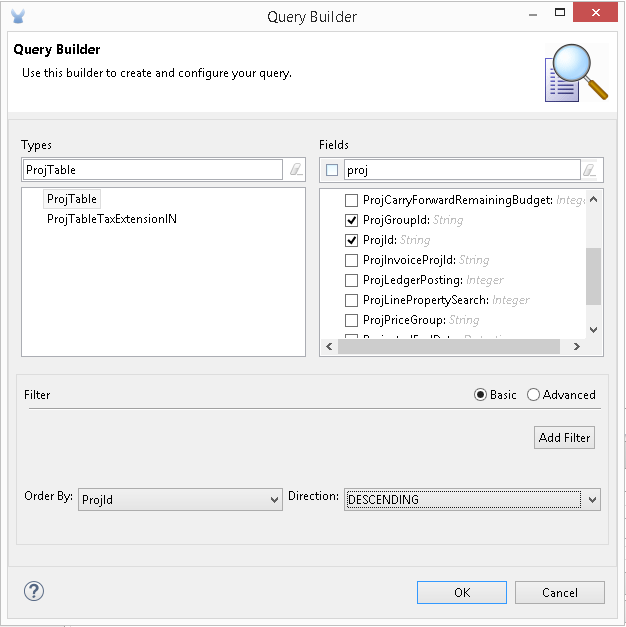 Query Builder
Query Builder
Use this builder to create and configure your query.
Types
Fields
ProjTable
proj
ProjTable
ProjTableTaxExtensionIN
ProjCarryForwardRemainingBudget: Intege
ProjGroupId: String
ProjId: String
ProjInvoiceProjId: String
ProjLedgerPosting: Integer
ProjLinePropertySearch: Integer
ProjPriceGroup: String
Filter
Basic
Advanced
Add Filter
Order By:
ProjId
Direction:
DESCENDING
?
OK
Cancel